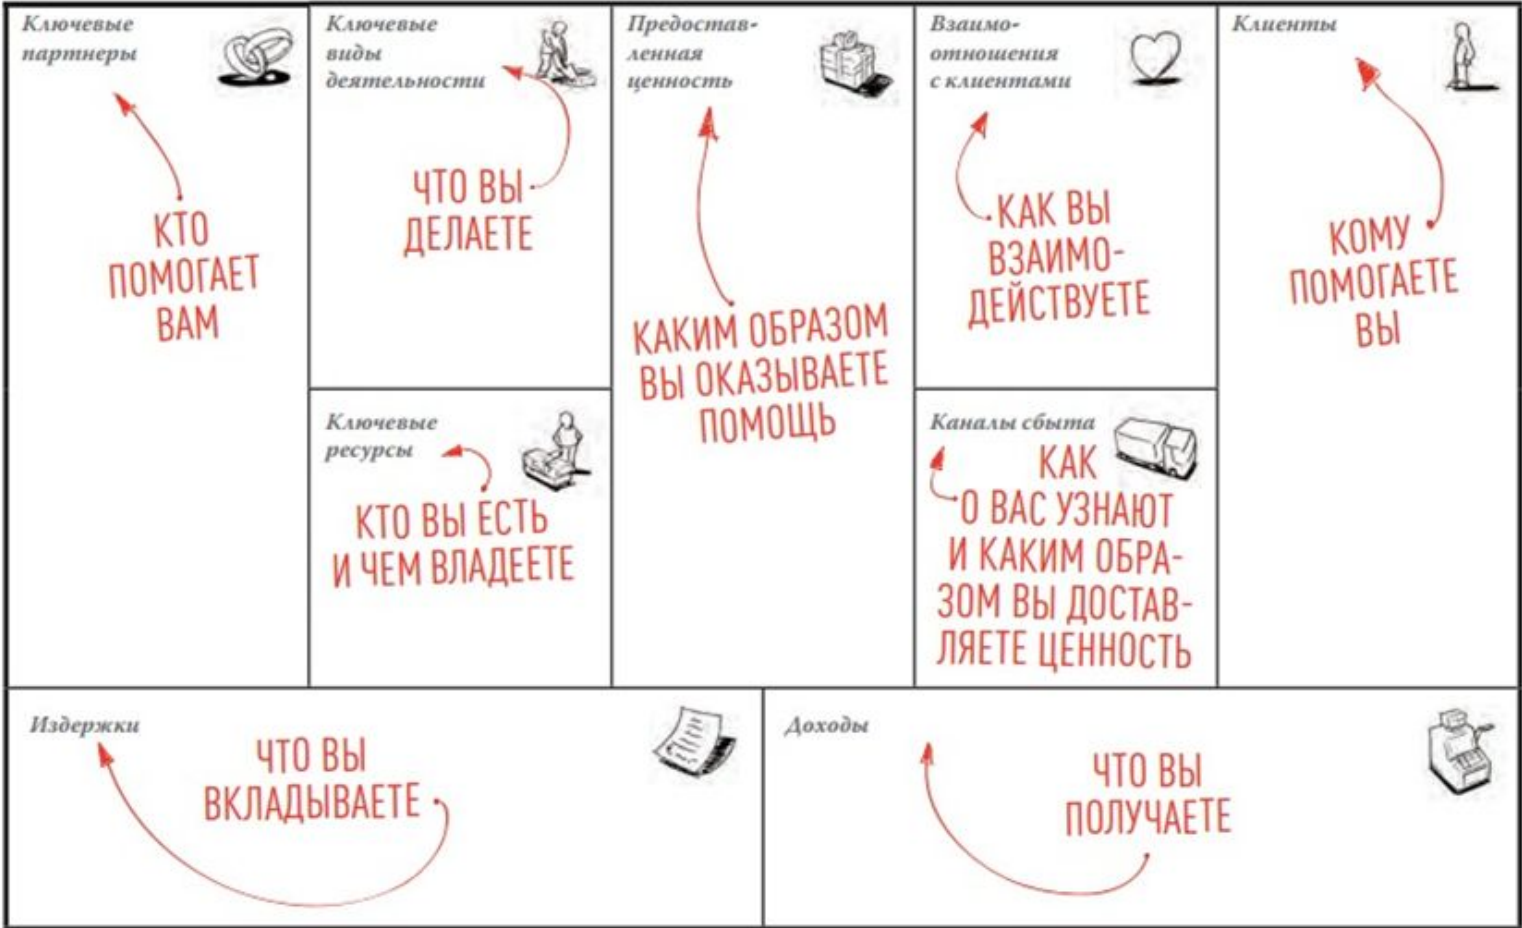 Ключевые
партнеры
КТО
ПОМОГАЕТ
ВАМ
Ключевые
виды
деятельности
ЧТО ВЫ
ДЕЛАЕТЕ
Ключевые
ресурсы
КТО ВЫ ЕСТЬ
И ЧЕМ ВЛАДЕЕТЕ
Предостав-
ленная
ценность
КАКИМ ОБРАЗОМ
ВЫ ОКАЗЫВАЕТЕ
ПОМОЩЬ
Взаимо-
отношения
с клиентами
КАК ВЫ
ВЗАИМО-
ДЕЙСТВУЕТЕ
Каналы сбыта
КАК
О ВАС УЗНАЮТ
И КАКИМ ОБРА-
ЗОМ ВЫ ДОСТАВ-
ЛЯЕТЕ ЦЕННОСТЬ
Клиенты
КОМУ
ПОМОГАЕТЕ
ВЫ
Издержки
ЧТО ВЫ
ВКЛАДЫВАЕТЕ
Доходы
ЧТО ВЫ
ПОЛУЧАЕТЕ